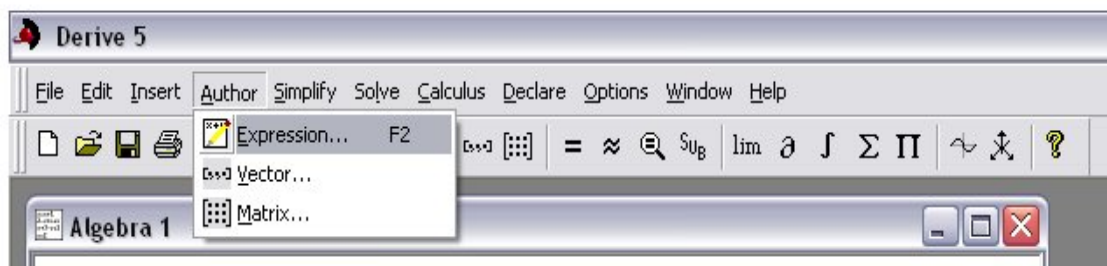 Derive 5
File Edit Insert Author Simplify Solve Calculus Declare Options Window Help
Expression... F2
= ≈ SUB lim ∂ ∫ Σ Π ?
Vector...
Matrix...
Algebra 1